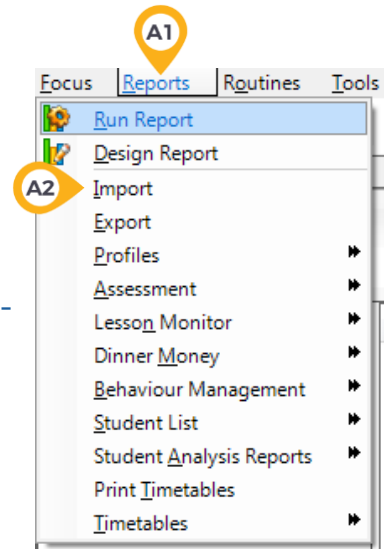 A1
Focus Reports Routines Tools
Run Report
Design Report
A2 Import
Export
Profiles
Assessment
Lesson Monitor
Dinner Money
Behaviour Management
Student List
Student Analysis Reports
Print Timetables
Timetables